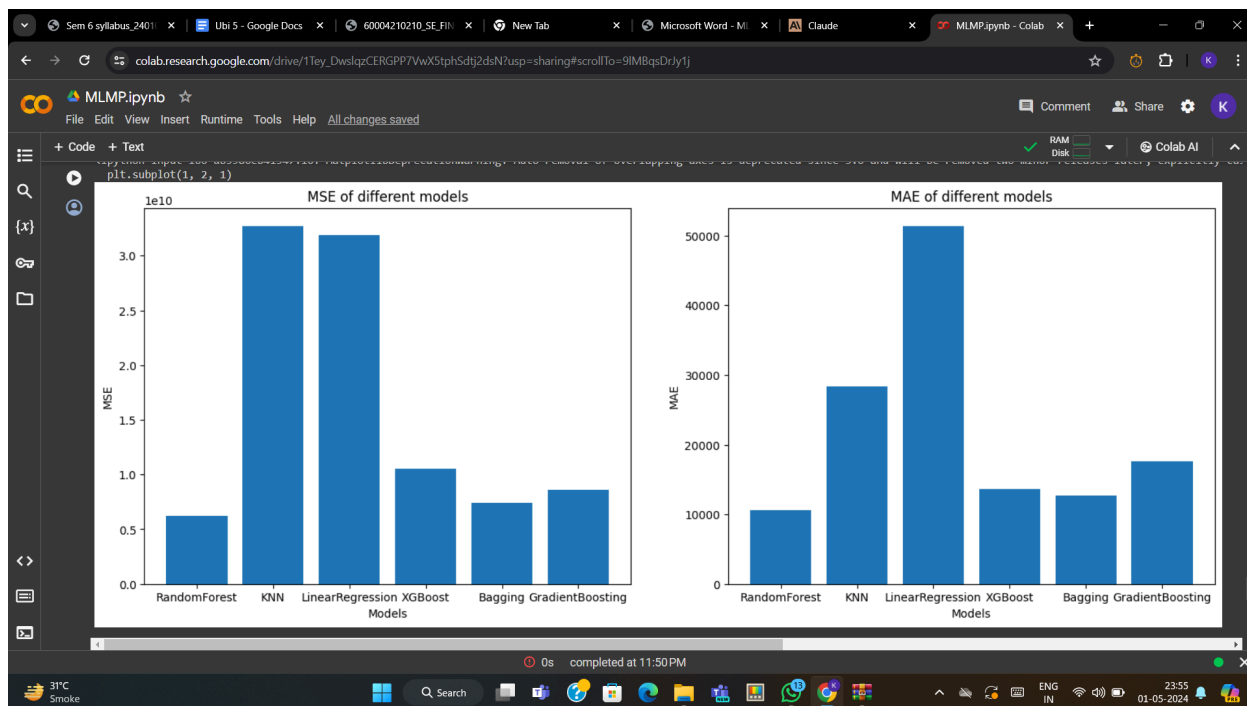 Sem 6 syllabus_2401
Ubi 5 - Google Docs
60004210210_SE_FIN
New Tab
Microsoft Word - ML
Claude
MLMP.ipynb - Colab
colab.research.google.com/drive/1Tey_DwslqzCERGPP7VwX5tphSdtj2dsN?usp=sharing#scrollTo=9IMBqsDrJy1j
K
MLMP.ipynb
Comment
Share
K
File Edit View Insert Runtime Tools Help All changes saved
+ Code + Text
RAM
Disk
Colab AI
plt.subplot(1, 2, 1)
MSE of different models
1e10
3.0
2.5
2.0
1.5
1.0
0.5
0.0
MSE
RandomForest KNN LinearRegression XGBoost Bagging GradientBoosting
Models
MAE of different models
50000
40000
30000
20000
10000
0
MAE
RandomForest KNN LinearRegression XGBoost Bagging GradientBoosting
Models
0s completed at 11:50 PM
31°C
Smoke
Search
13
K
ENG
IN
23:55
01-05-2024